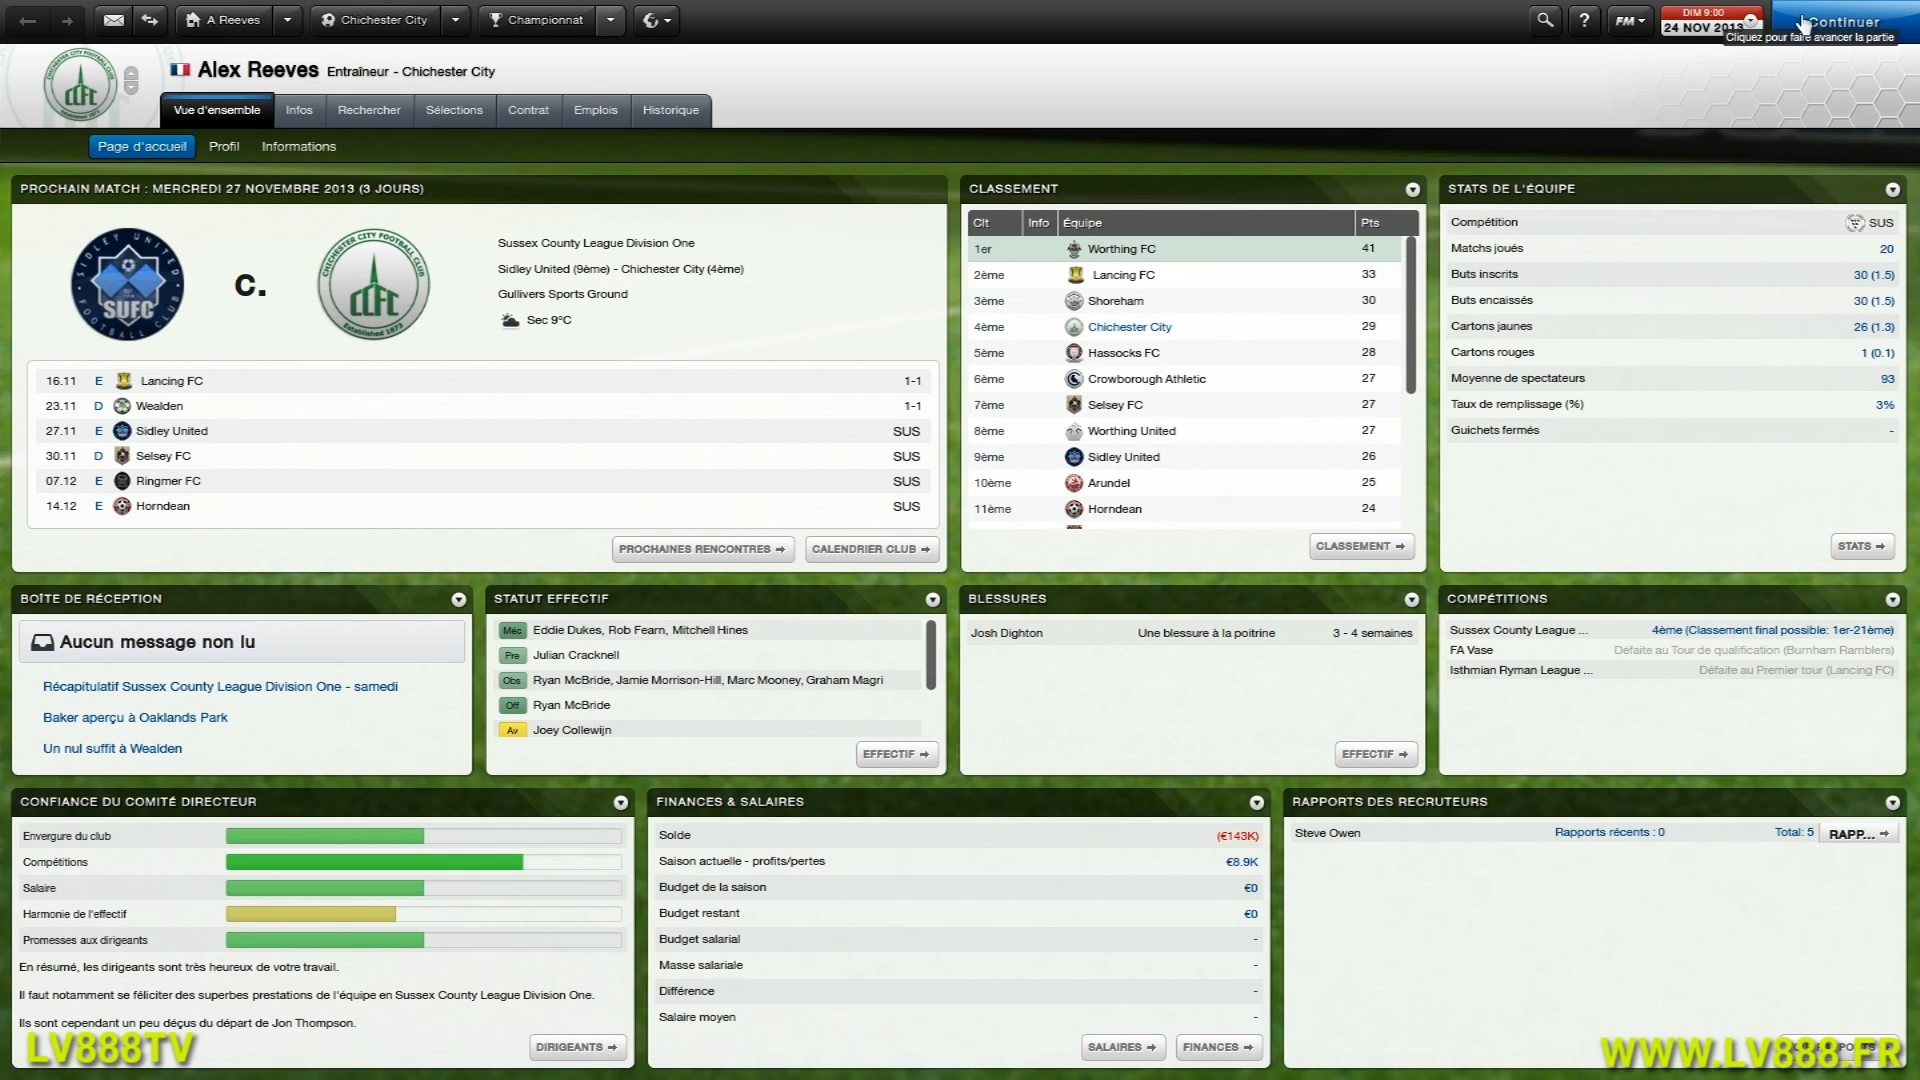 A Reeves
Chichester City
Championnat
?
FM
DIM 9:00
24 NOV 2013
Continuer
Cliquez pour faire avancer la partie
Alex Reeves Entraîneur - Chichester City
Vue d'ensemble
Infos
Rechercher
Sélections
Contrat
Emplois
Historique
Page d'accueil
Profil
Informations
PROCHAIN MATCH : MERCREDI 27 NOVEMBRE 2013 (3 JOURS)
SIDLEY UNITED
SUFC
FOOTBALL CLUB
c.
CHICHESTER CITY FOOTBALL CLUB
CCFC
Established 1873
Sussex County League Division One
Sidley United (9ème) - Chichester City (4ème)
Gullivers Sports Ground
Sec 9°C
16.11 E Lancing FC 1-1
23.11 D Wealden 1-1
27.11 E Sidley United SUS
30.11 D Selsey FC SUS
07.12 E Ringmer FC SUS
14.12 E Horndean SUS
PROCHAINES RENCONTRES
CALENDRIER CLUB
CLASSEMENT
Clt Info Équipe Pts
1er Worthing FC 41
2ème Lancing FC 33
3ème Shoreham 30
4ème Chichester City 29
5ème Hassocks FC 28
6ème Crowborough Athletic 27
7ème Selsey FC 27
8ème Worthing United 27
9ème Sidley United 26
10ème Arundel 25
11ème Horndean 24
CLASSEMENT
STATS DE L'ÉQUIPE
Compétition SUS
Matchs joués 20
Buts inscrits 30 (1.5)
Buts encaissés 30 (1.5)
Cartons jaunes 26 (1.3)
Cartons rouges 1 (0.1)
Moyenne de spectateurs 93
Taux de remplissage (%) 3%
Guichets fermés -
STATS
BOÎTE DE RÉCEPTION
Aucun message non lu
Récapitulatif Sussex County League Division One - samedi
Baker aperçu à Oaklands Park
Un nul suffit à Wealden
STATUT EFFECTIF
Méc Eddie Dukes, Rob Fearn, Mitchell Hines
Pre Julian Cracknell
Obs Ryan McBride, Jamie Morrison-Hill, Marc Mooney, Graham Magri
Off Ryan McBride
Av Joey Collewijn
EFFECTIF
BLESSURES
Josh Dighton Une blessure à la poitrine 3 - 4 semaines
EFFECTIF
COMPÉTITIONS
Sussex County League ... 4ème (Classement final possible: 1er-21ème)
FA Vase Défaite au Tour de qualification (Burnham Ramblers)
Isthmian Ryman League ... Défaite au Premier tour (Lancing FC)
CONFIANCE DU COMITÉ DIRECTEUR
Envergure du club
Compétitions
Salaire
Harmonie de l'effectif
Promesses aux dirigeants
En résumé, les dirigeants sont très heureux de votre travail.
Il faut notamment se féliciter des superbes prestations de l'équipe en Sussex County League Division One.
Ils sont cependant un peu déçus du départ de Jon Thompson.
DIRIGEANTS
FINANCES & SALAIRES
Solde (€143K)
Saison actuelle - profits/pertes €8.9K
Budget de la saison €0
Budget restant €0
Budget salarial -
Masse salariale -
Différence -
Salaire moyen -
SALAIRES
FINANCES
RAPPORTS DES RECRUTEURS
Steve Owen Rapports récents : 0 Total: 5 RAPP...
LV888TV
WWW.LV888.FR